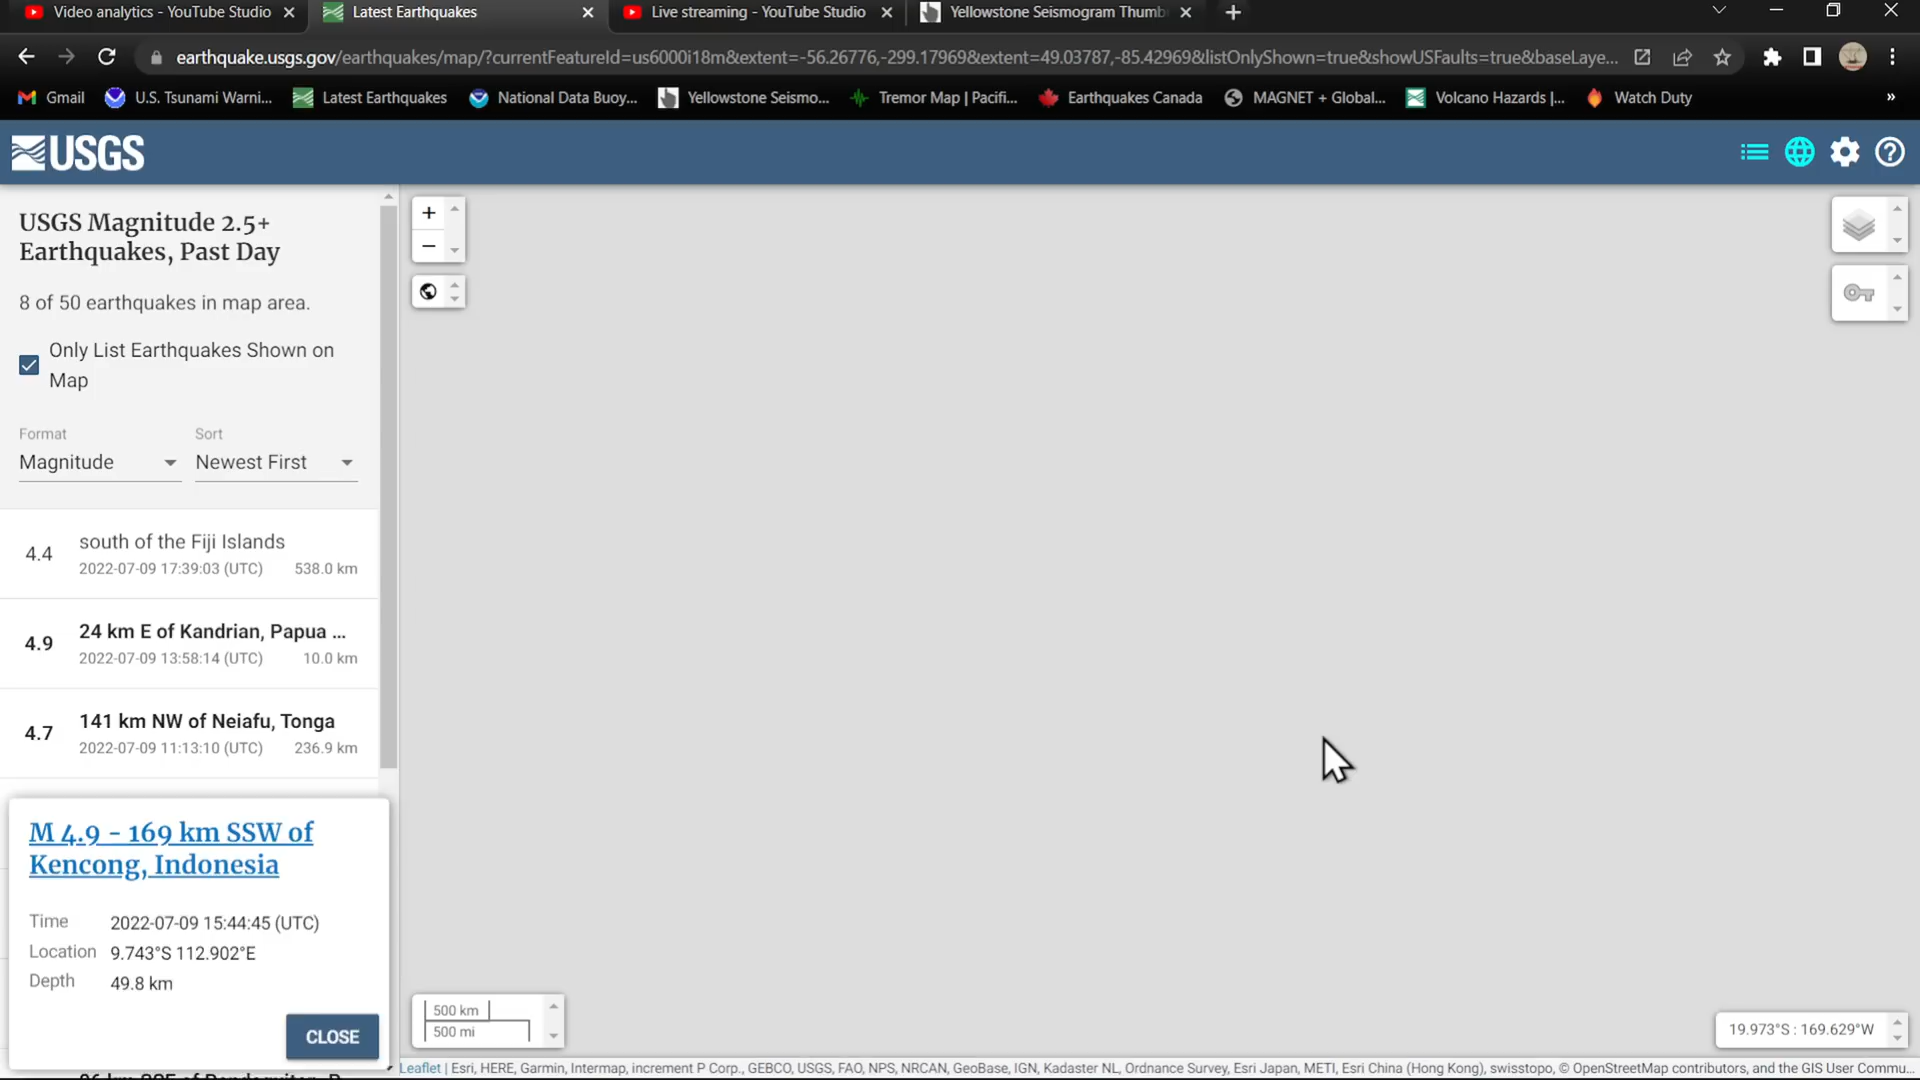 Video analytics - YouTube Studio
Latest Earthquakes
Live streaming - YouTube Studio
Yellowstone Seismogram Thumb
earthquake.usgs.gov/earthquakes/map/?currentFeatureId=us6000i18m&extent=-56.26776,-299.17969&extent=49.03787,-85.42969&listOnlyShown=true&showUSFaults=true&baseLaye...
Gmail
U.S. Tsunami Warni...
Latest Earthquakes
National Data Buoy...
Yellowstone Seismo...
Tremor Map | Pacifi...
Earthquakes Canada
MAGNET + Global...
Volcano Hazards |...
Watch Duty
»
USGS
USGS Magnitude 2.5+
Earthquakes, Past Day
8 of 50 earthquakes in map area.
Only List Earthquakes Shown on
Map
Format Sort
Magnitude Newest First
4.4 south of the Fiji Islands
2022-07-09 17:39:03 (UTC) 538.0 km
4.9 24 km E of Kandrian, Papua ...
2022-07-09 13:58:14 (UTC) 10.0 km
4.7 141 km NW of Neiafu, Tonga
2022-07-09 11:13:10 (UTC) 236.9 km
M 4.9 - 169 km SSW of
Kencong, Indonesia
Time 2022-07-09 15:44:45 (UTC)
Location 9.743°S 112.902°E
Depth 49.8 km
CLOSE
+
−
500 km
500 mi
19.973°S : 169.629°W
Leaflet | Esri, HERE, Garmin, Intermap, increment P Corp., GEBCO, USGS, FAO, NPS, NRCAN, GeoBase, IGN, Kadaster NL, Ordnance Survey, Esri Japan, METI, Esri China (Hong Kong), swisstopo, © OpenStreetMap contributors, and the GIS User Commu...